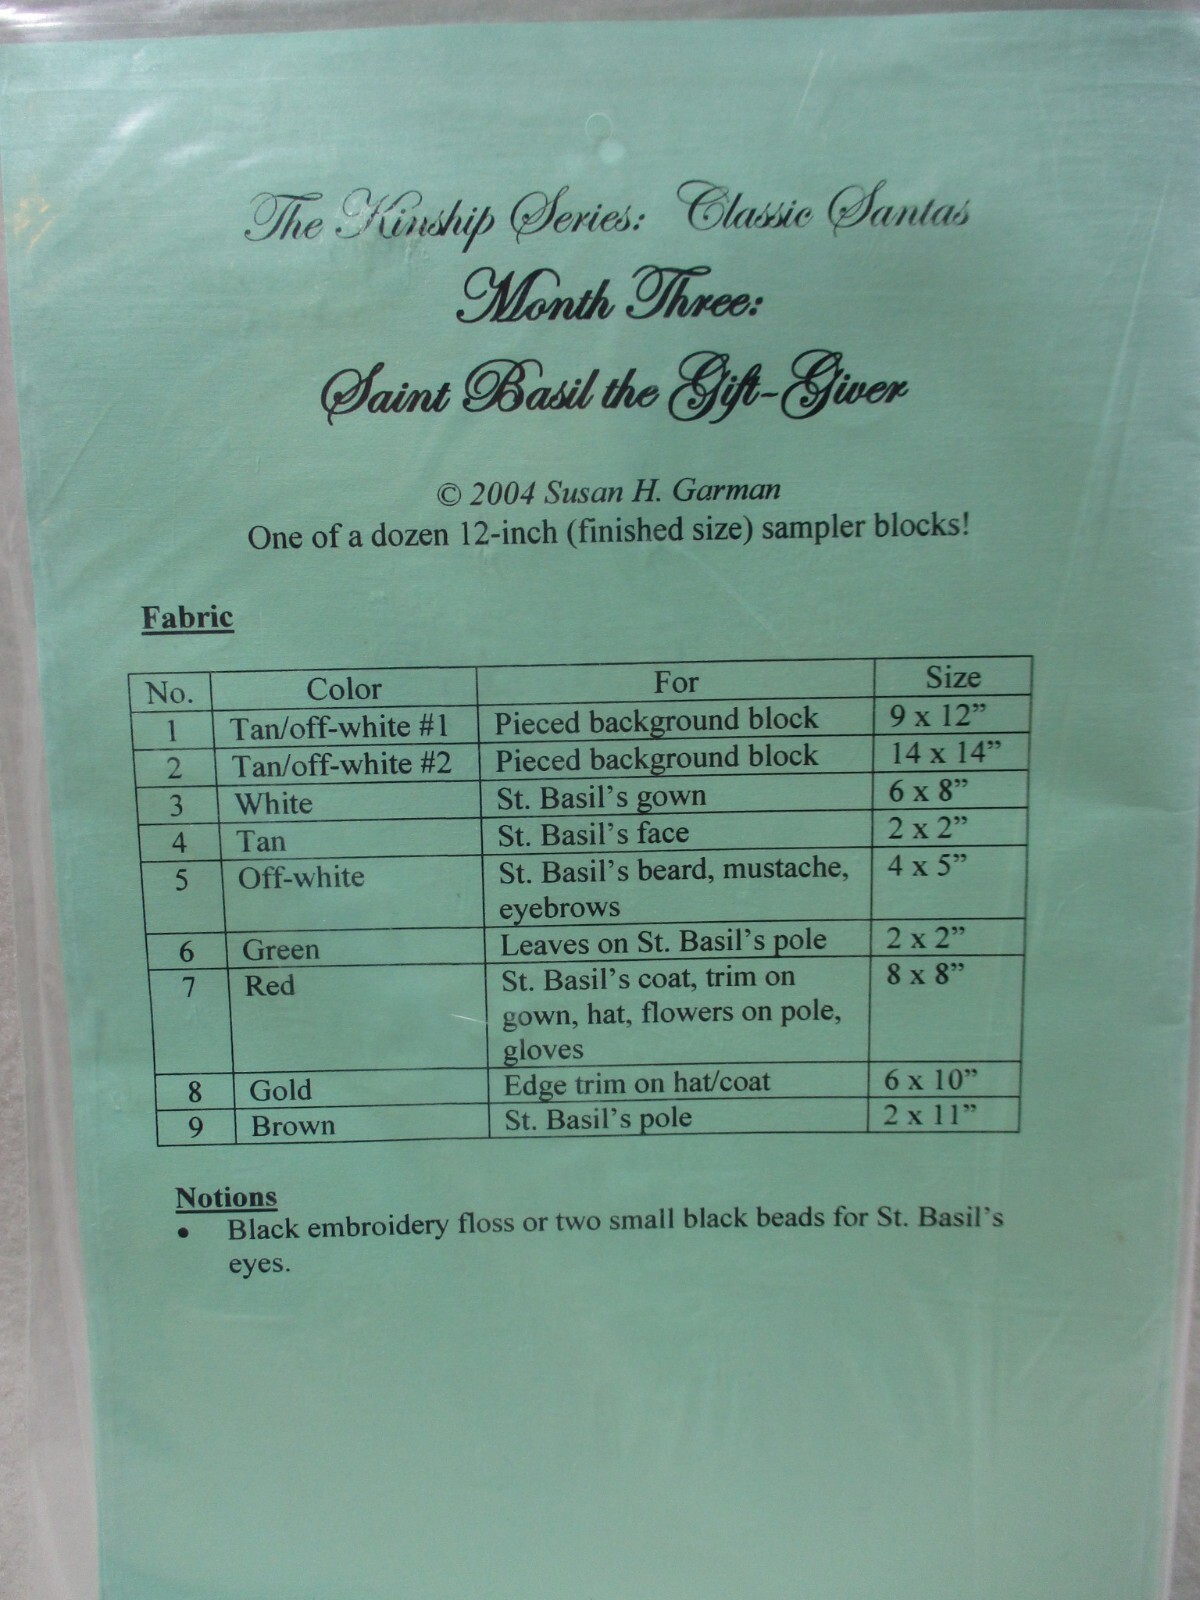 The Kinship Series: Classic Santas
Month Three:
Saint Basil the Gift-Giver
© 2004 Susan H. Garman
One of a dozen 12-inch (finished size) sampler blocks!
Fabric
No. Color For Size
1 Tan/off-white #1 Pieced background block 9 x 12”
2 Tan/off-white #2 Pieced background block 14 x 14”
3 White St. Basil’s gown 6 x 8”
4 Tan St. Basil’s face 2 x 2”
5 Off-white St. Basil’s beard, mustache, 4 x 5”
eyebrows
6 Green Leaves on St. Basil’s pole 2 x 2”
7 Red St. Basil’s coat, trim on 8 x 8”
gown, hat, flowers on pole,
gloves
8 Gold Edge trim on hat/coat 6 x 10”
9 Brown St. Basil’s pole 2 x 11”
Notions
• Black embroidery floss or two small black beads for St. Basil’s
eyes.